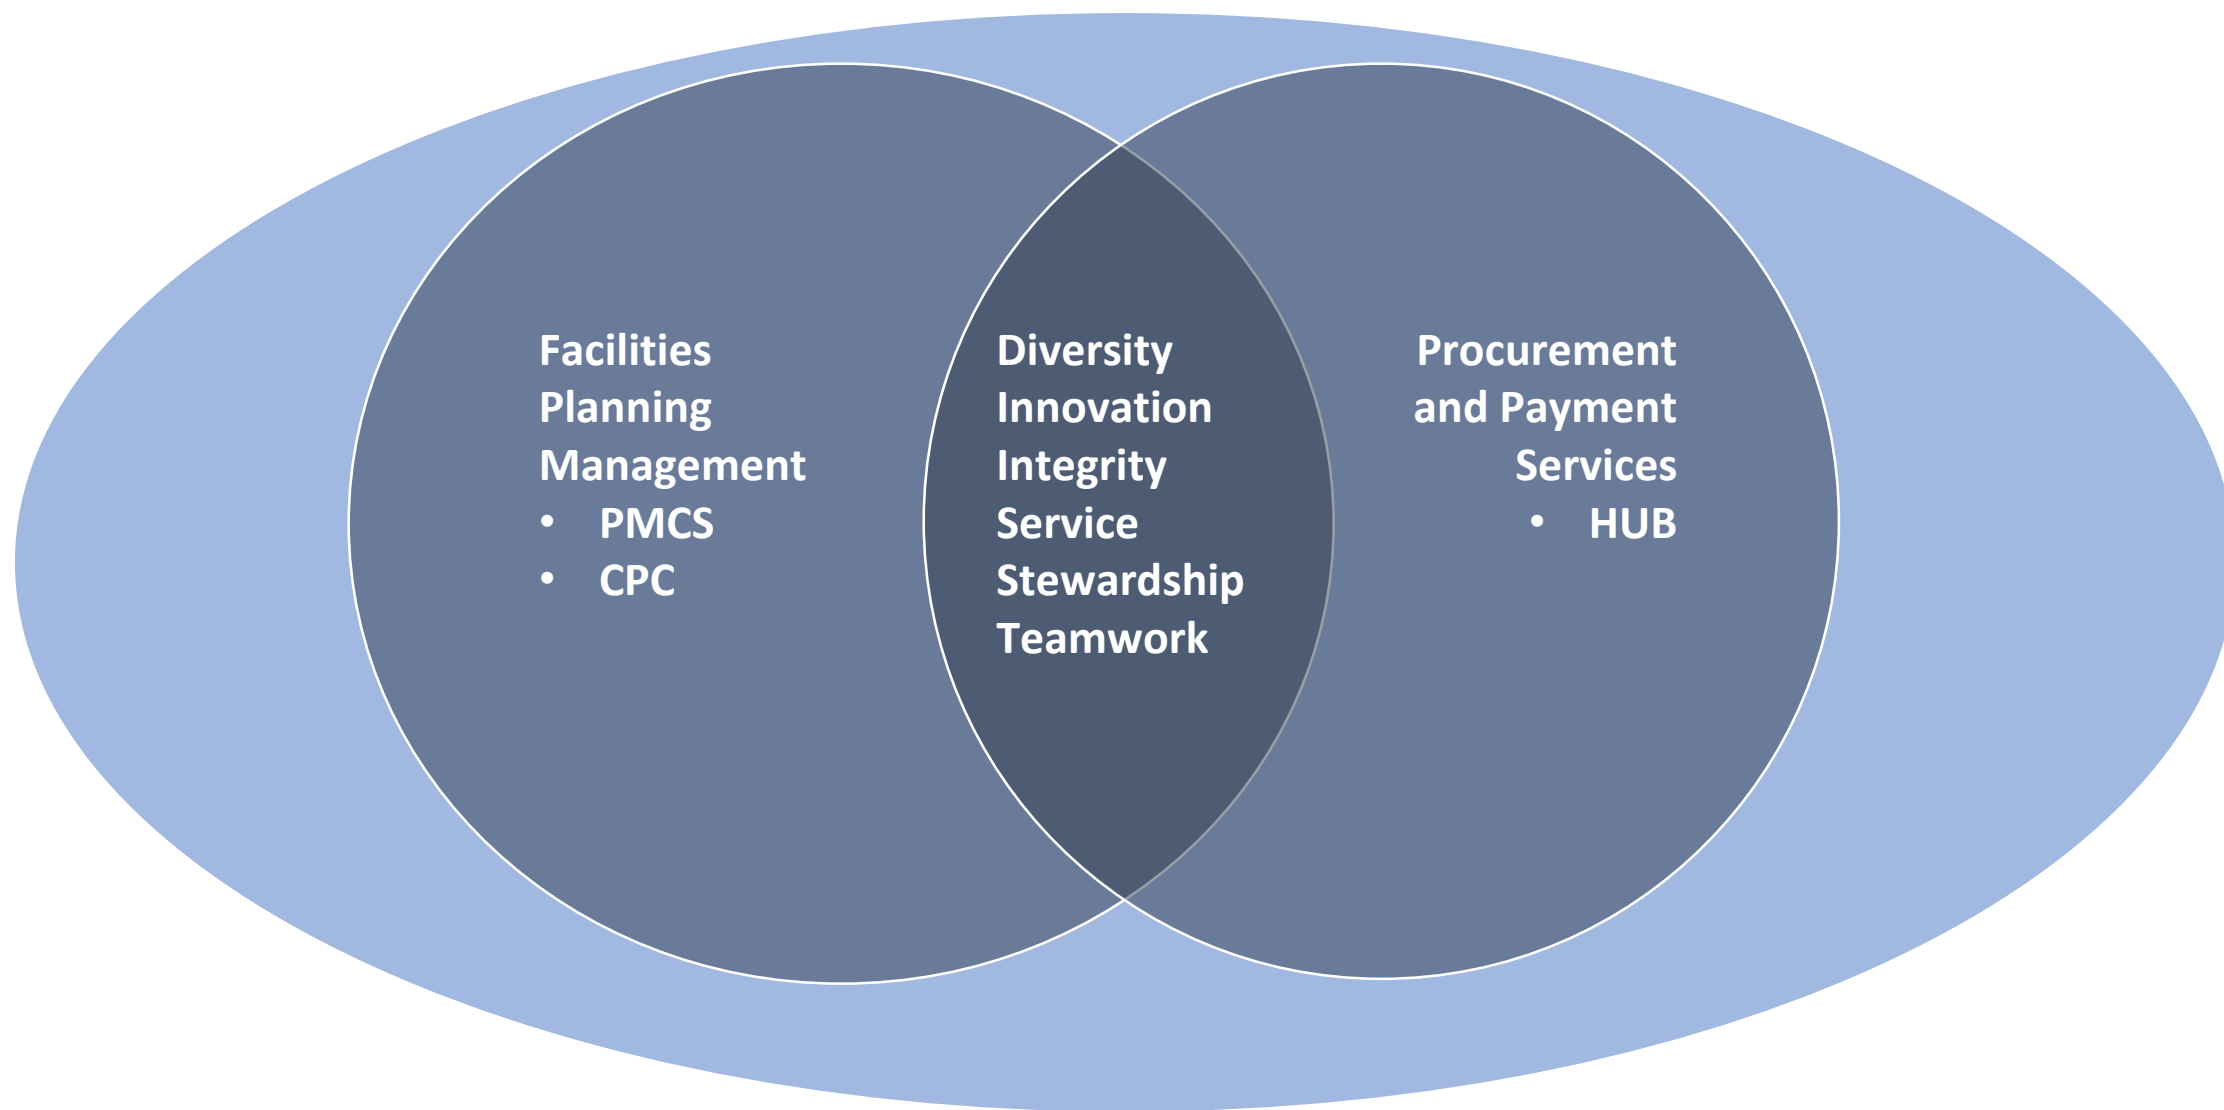 Facilities
Planning
Management
• PMCS
• CPC
Diversity
Innovation
Integrity
Service
Stewardship
Teamwork
Procurement
and Payment
Services
• HUB